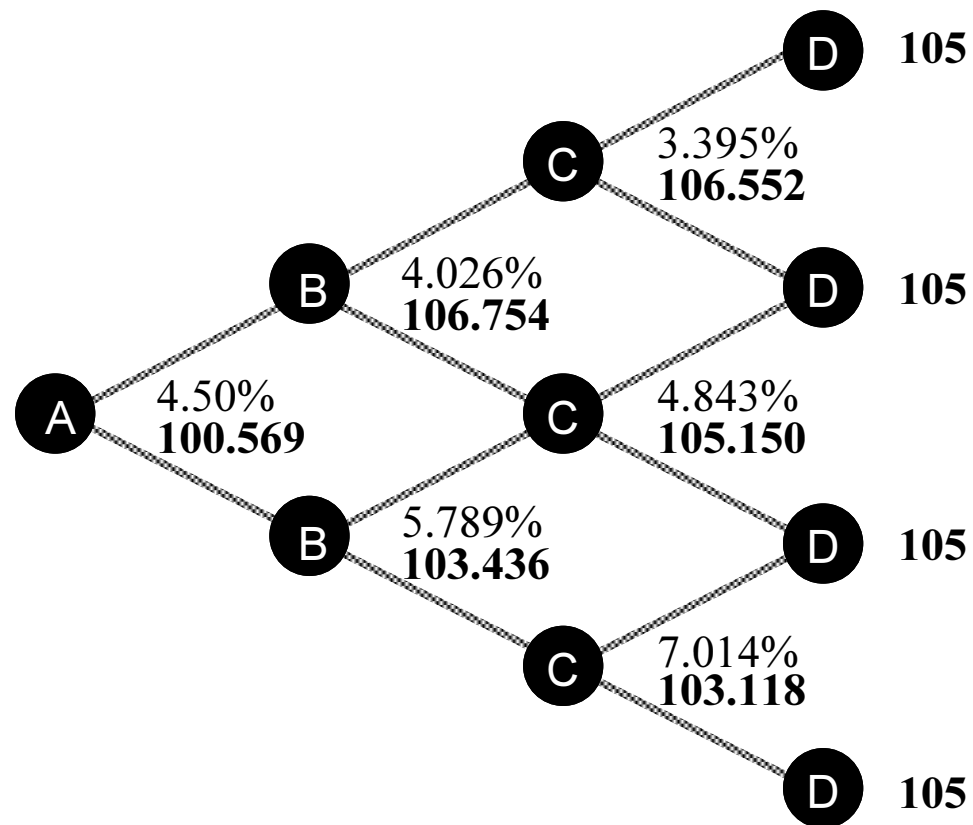 D 105
C 3.395%
106.552
B 4.026%
106.754
D 105
A 4.50%
100.569
C 4.843%
105.150
B 5.789%
103.436
D 105
C 7.014%
103.118
D 105